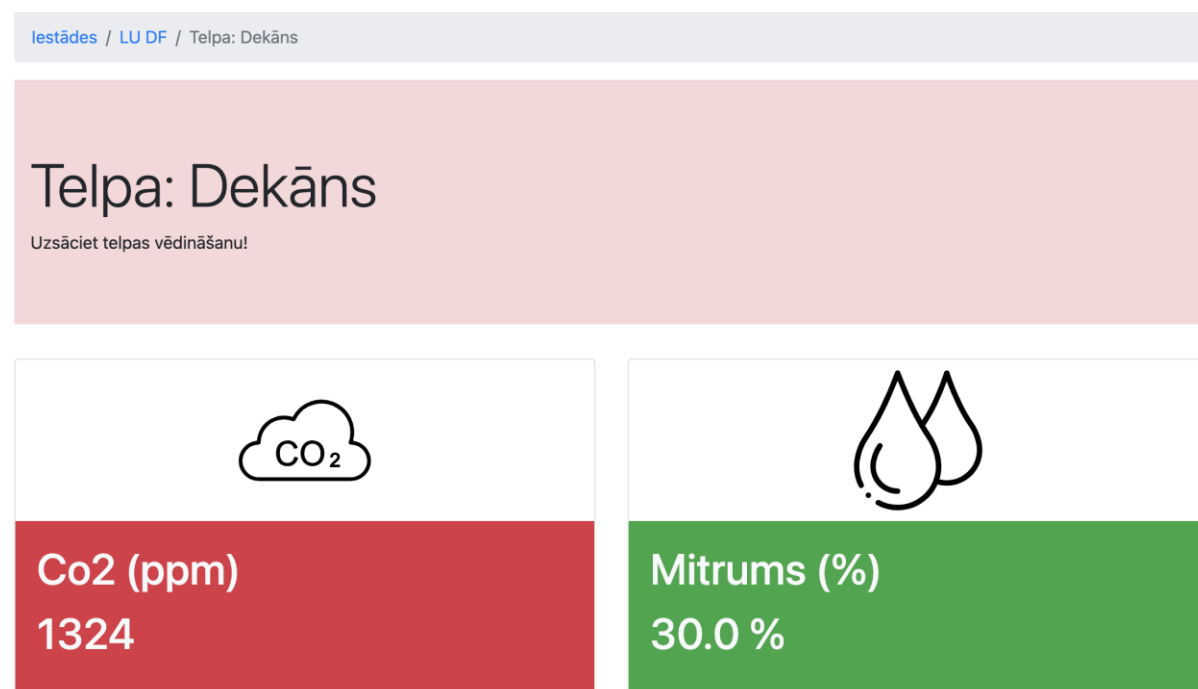 Iestādes / LU DF / Telpa: Dekāns
Telpa: Dekāns
Uzsāciet telpas vēdināšanu!
CO₂
Co2 (ppm)
1324
Mitrums (%)
30.0 %